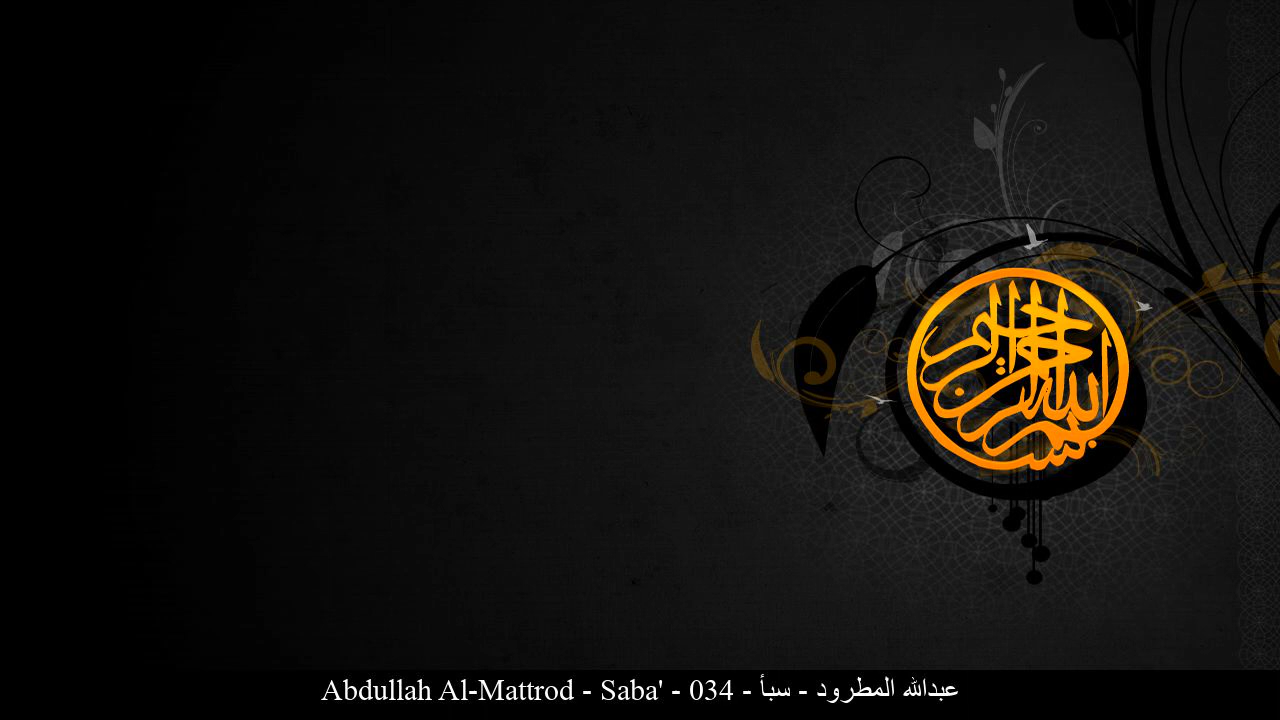 بسم الله الرحمن الرحيم
Abdullah Al-Mattrod - Saba' - 034 - عبدالله المطرود - سبأ